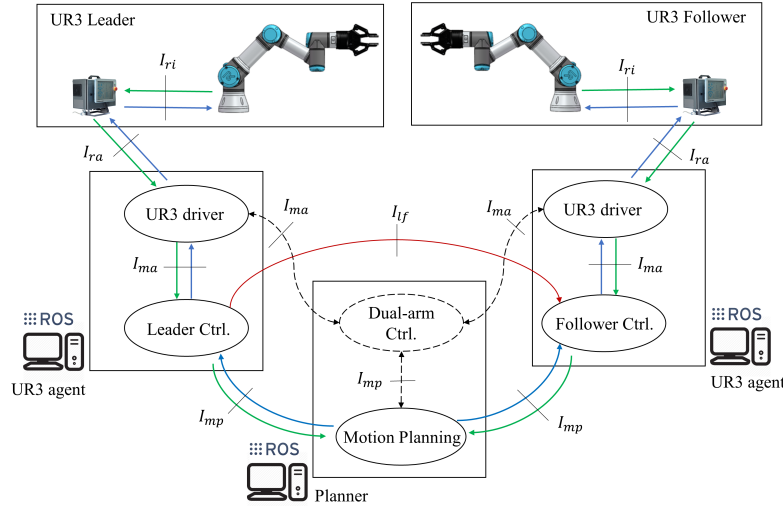 UR3 Leader
UR3 Follower
I_ri
I_ri
I_ra
I_ra
UR3 driver
I_ma
I_lf
I_ma
UR3 driver
I_ma
I_ma
Leader Ctrl.
Dual-arm
Ctrl.
Follower Ctrl.
ROS
UR3 agent
ROS
UR3 agent
I_mp
I_mp
I_mp
Motion Planning
ROS
Planner